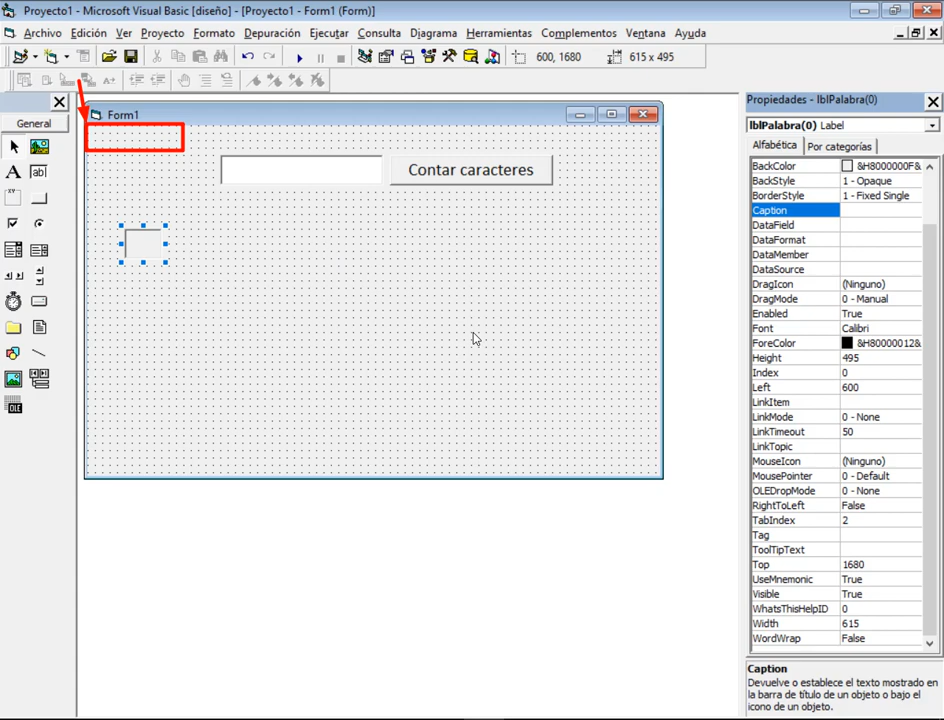 Proyecto1 - Microsoft Visual Basic [diseño] - [Proyecto1 - Form1 (Form)]
Archivo Edición Ver Proyecto Formato Depuración Ejecutar Consulta Diagrama Herramientas Complementos Ventana Ayuda
600, 1680 615 x 495
General
A
ab
xy
OLE
Form1
Contar caracteres
Propiedades - lblPalabra(0)
lblPalabra(0) Label
Alfabética Por categorías
BackColor &H8000000F&
BackStyle 1 - Opaque
BorderStyle 1 - Fixed Single
Caption
DataField
DataFormat
DataMember
DataSource
DragIcon (Ninguno)
DragMode 0 - Manual
Enabled True
Font Calibri
ForeColor &H80000012&
Height 495
Index 0
Left 600
LinkItem
LinkMode 0 - None
LinkTimeout 50
LinkTopic
MouseIcon (Ninguno)
MousePointer 0 - Default
OLEDropMode 0 - None
RightToLeft False
TabIndex 2
Tag
ToolTipText
Top 1680
UseMnemonic True
Visible True
WhatsThisHelpID 0
Width 615
WordWrap False
Caption
Devuelve o establece el texto mostrado en
la barra de título de un objeto o bajo el
icono de un objeto.